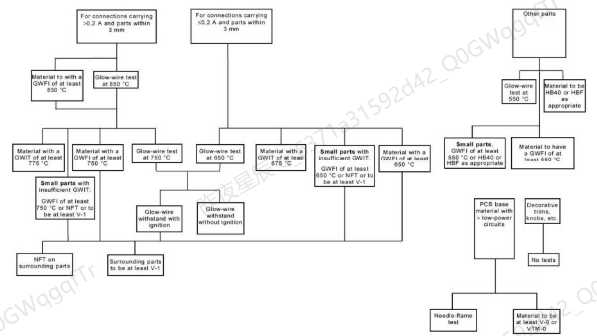 For connections carrying
>0,2 A and parts within
3 mm
For connections carrying
≤0,2 A and parts within
3 mm
Other parts
Material to with a
GWFI of at least
850 °C
Glow-wire test
at 850 °C
Glow-wire
test at
550 °C
Material to be
HB40 or HBF
as
appropriate
Material with a
GWIT of at least
775 °C
Material with a
GWFI of at least
750 °C
Glow-wire test
at 750 °C
Glow-wire test
at 650 °C
Material with a
GWIT of at least
675 °C
Small parts with
insufficient GWIT.
GWFI of at least
650 °C or NFT or to
be at least V-1
Material with a
GWFI of at least
650 °C
Small parts,
GWFI of at least
550 °C or HB40 or
HBF as appropriate
Material to have
a GWFI of at
least
Small parts with
insufficient GWIT.
GWFI of at least
750 °C or NFT or to
be at least V-1
Glow-wire
withstand with
ignition
Glow-wire
withstand
without ignition
PCB base
material with
low-power
circuits
Decorative
trims,
knobs, etc.
NFT on
surrounding parts
Surrounding parts
to be at least V-1
No tests
Needle-flame
test
Material to be
at least V-0 or
VTM-0